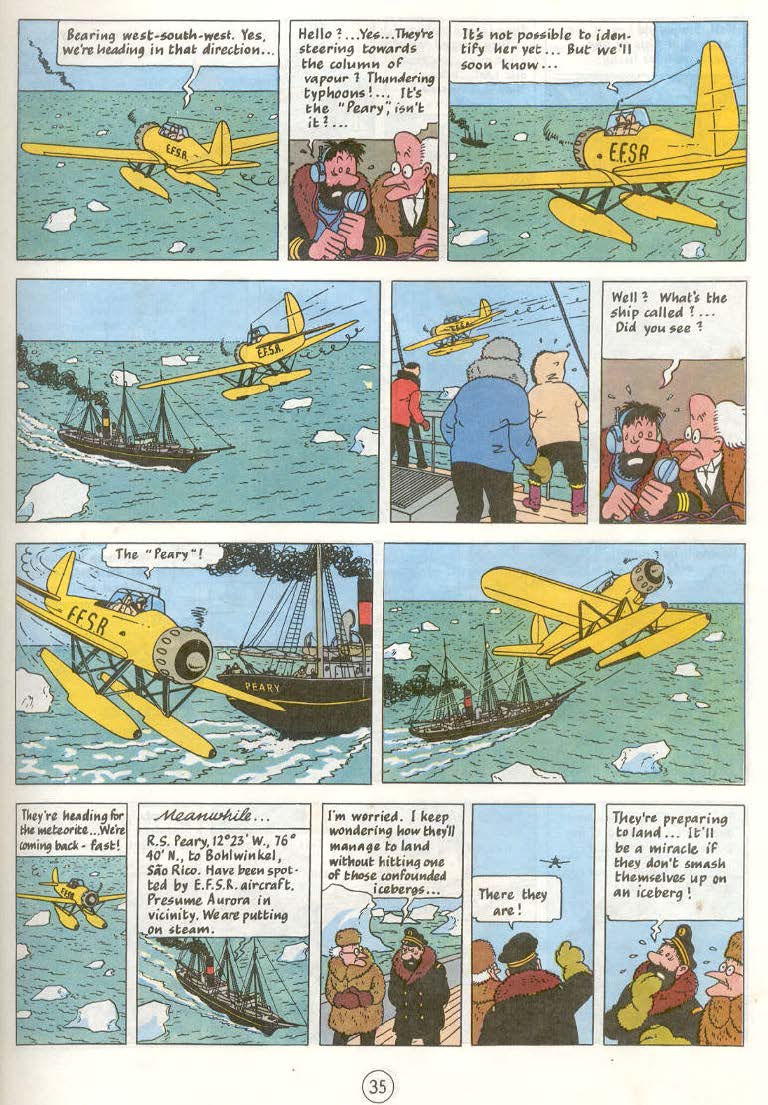 Bearing west-south-west. Yes,
we're heading in that direction...
E.F.S.R.
Hello?...Yes...They're
steering towards
the column of
vapour? Thundering
typhoons!... It's
the "Peary", isn't
it?...
It's not possible to iden-
tify her yet... But we'll
soon know...
E.F.S.R
E.F.S.R.
E.F.S.R.
Well? What's the
ship called?...
Did you see?
The "Peary"!
E.F.S.R
PEARY
They're heading for
the meteorite...We're
coming back - fast!
EFSR
Meanwhile...
R.S. Peary, 12°23' W., 76°
40' N., to Bohlwinkel,
São Rico. Have been spot-
ted by E.F.S.R. aircraft.
Presume Aurora in
vicinity. We are putting
on steam.
I'm worried. I keep
wondering how they'll
manage to land
without hitting one
of those confounded
icebergs...
There they
are!
They're preparing
to land... It'll
be a miracle if
they don't smash
themselves up on
an iceberg!
35